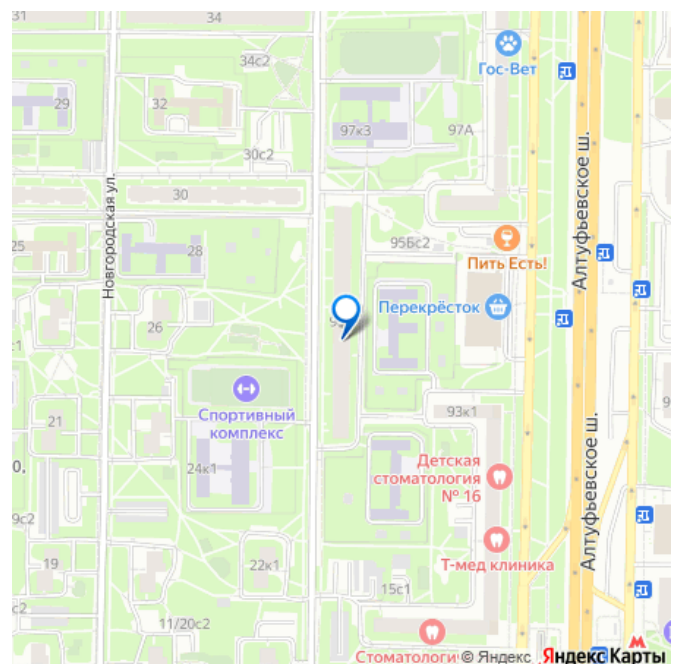 31
34
34с2
Гос-Вет
29
32
97к3
97А
30с2
Алтуфьевское ш.
30
Новгородская ул.
25
28
95Бс2
Пить Есть!
Перекрёсток
26
Спортивный
комплекс
93к1
21
Алтуфьевское ш.
Детская
стоматология
№ 16
24к1
0.
9с2
19
22к1
Т-мед клиника
15с1
11/20с2
© Яндекс
Яндекс Карты